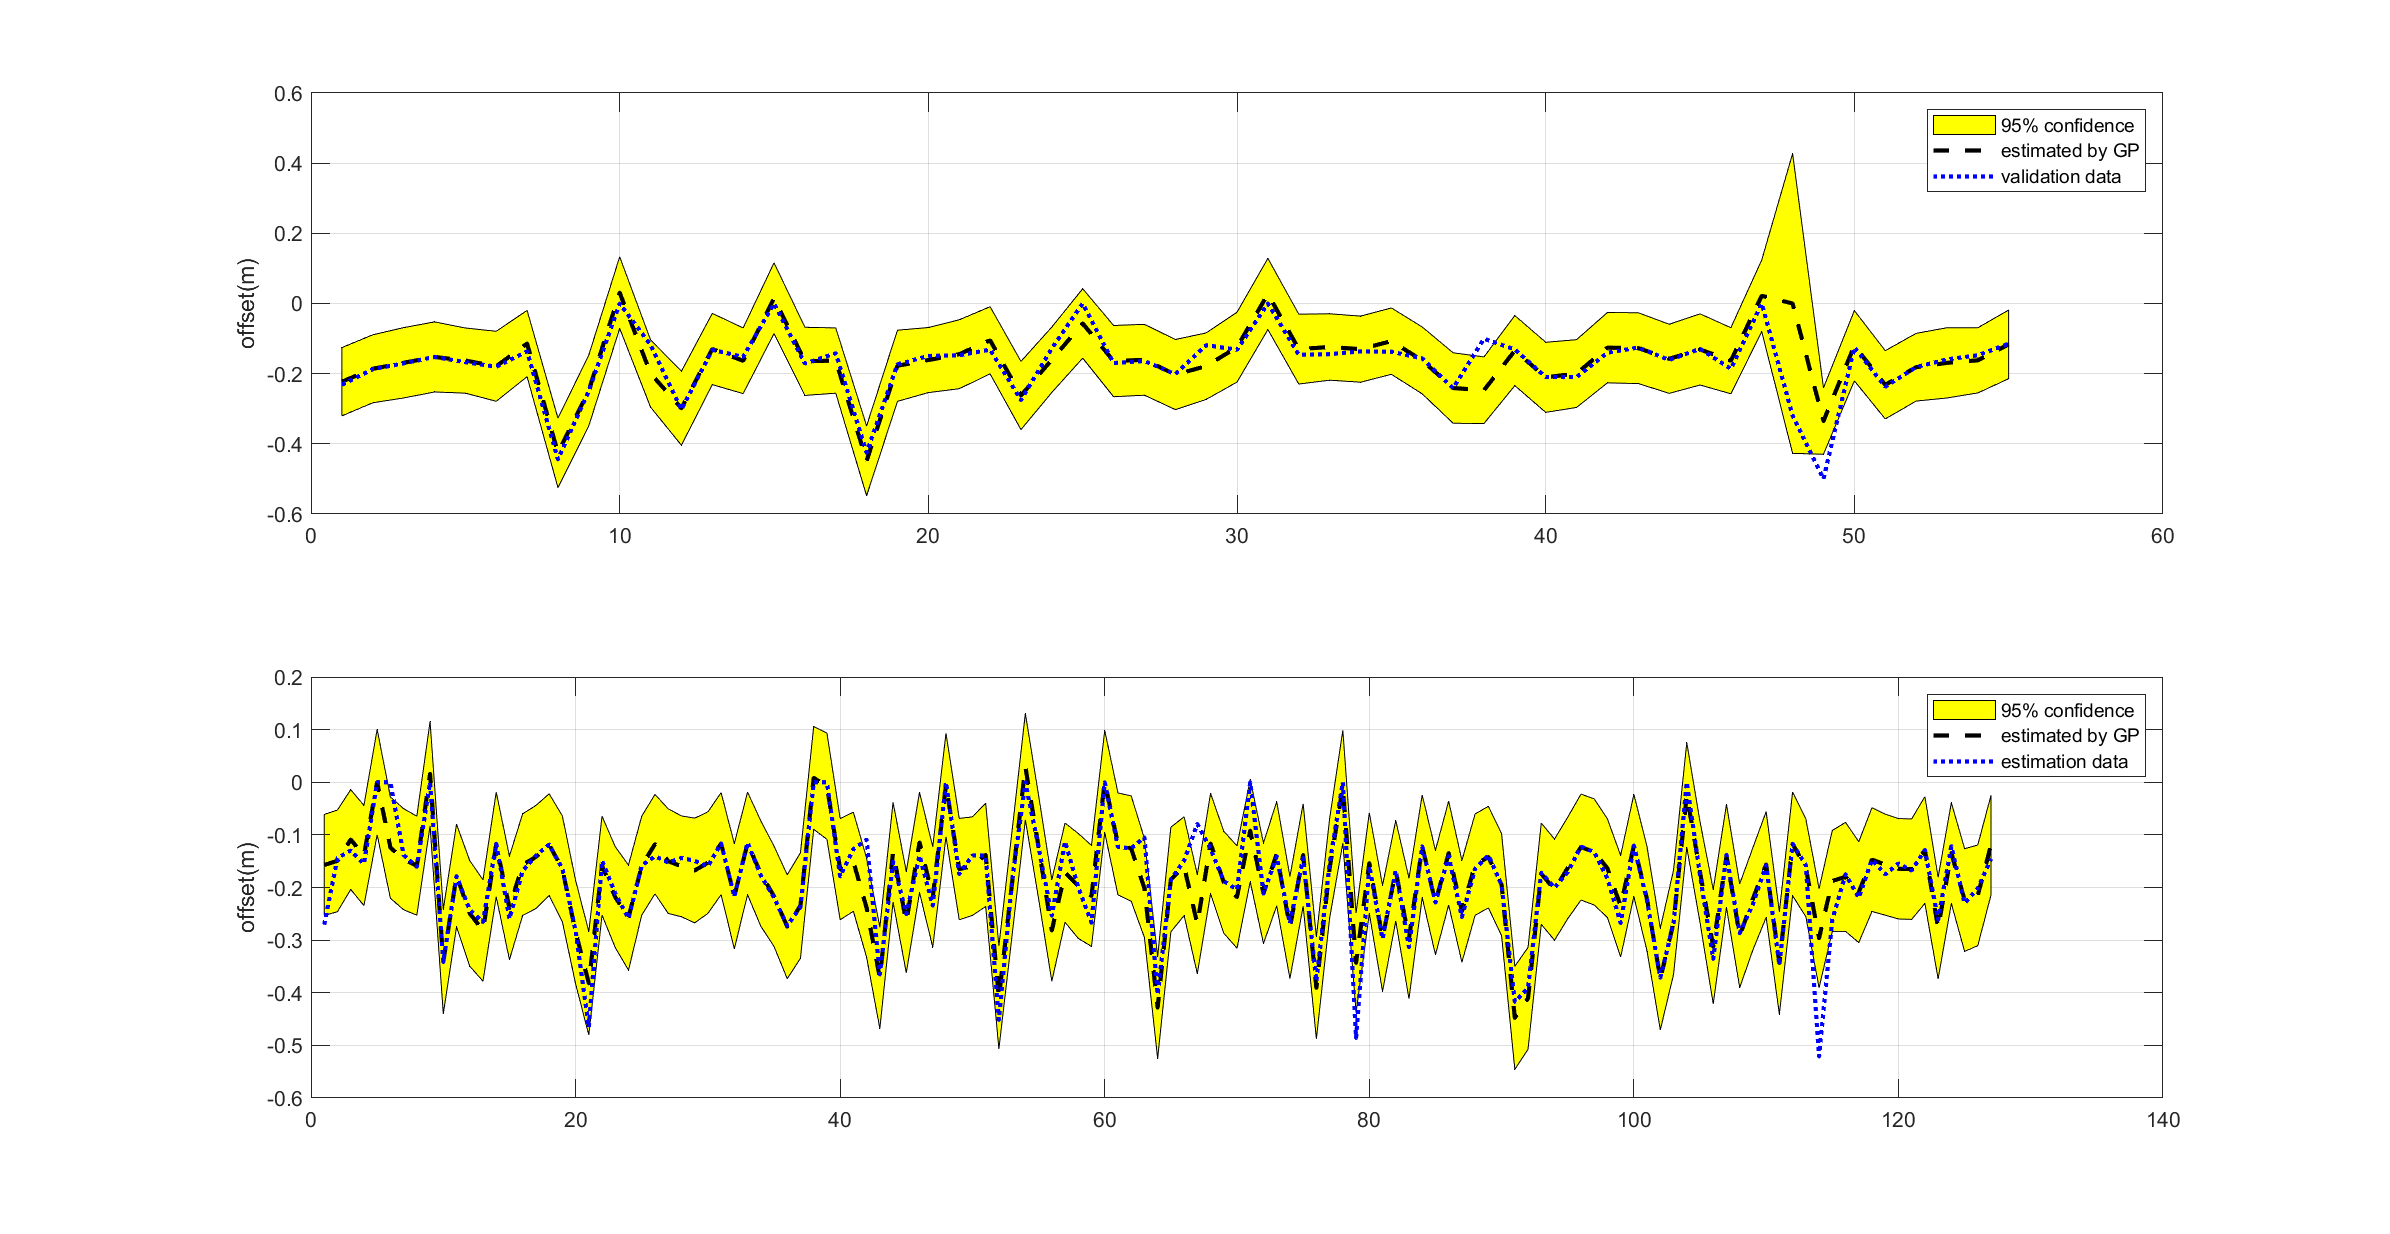 0.6
0.4
0.2
0
-0.2
-0.4
-0.6
offset(m)
0 10 20 30 40 50 60
95% confidence
estimated by GP
validation data
0.2
0.1
0
-0.1
-0.2
-0.3
-0.4
-0.5
-0.6
offset(m)
0 20 40 60 80 100 120 140
95% confidence
estimated by GP
estimation data